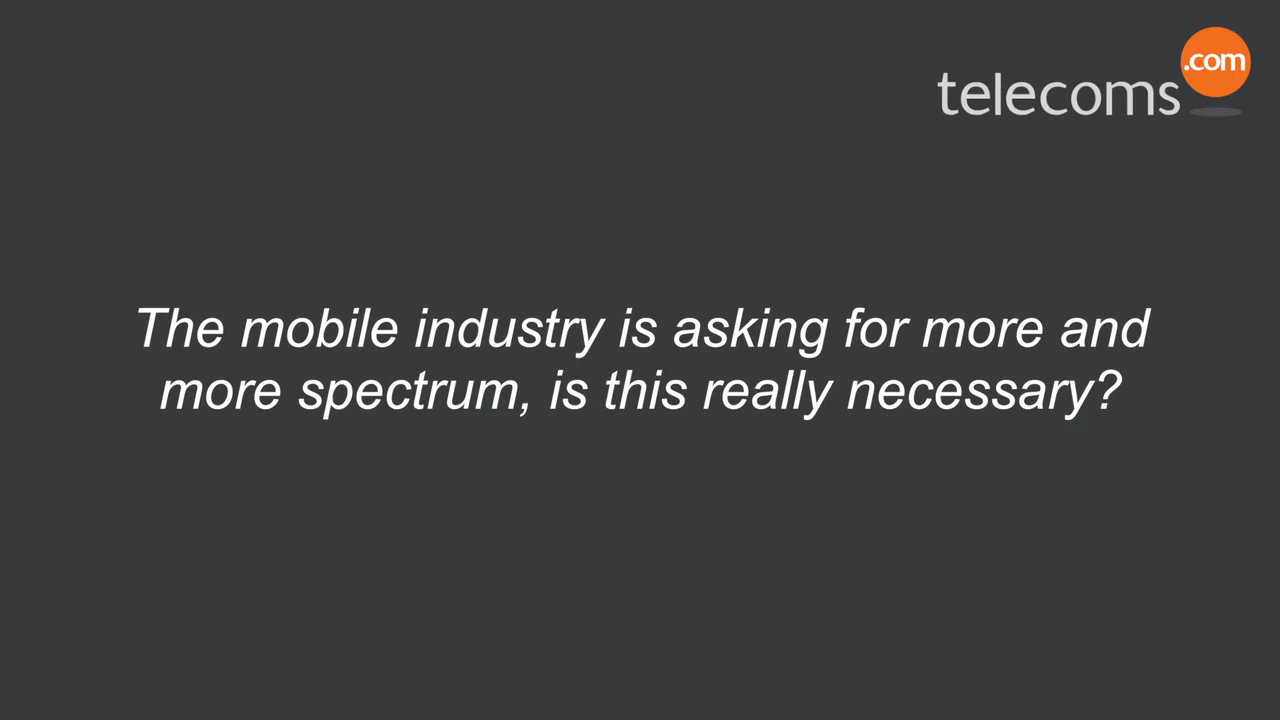 telecoms.com
The mobile industry is asking for more and
more spectrum, is this really necessary?